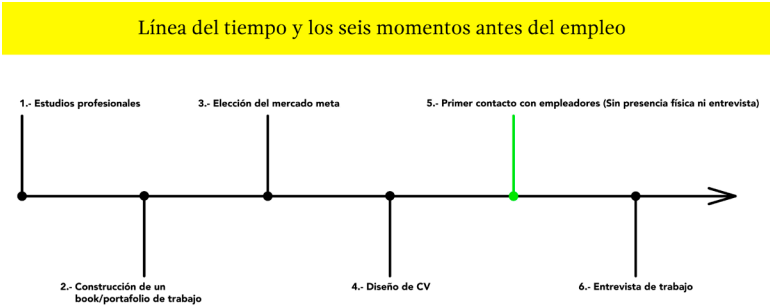 Línea del tiempo y los seis momentos antes del empleo
1.- Estudios profesionales
3.- Elección del mercado meta
5.- Primer contacto con empleadores (Sin presencia física ni entrevista)
2.- Construcción de un
book/portafolio de trabajo
4.- Diseño de CV
6.- Entrevista de trabajo